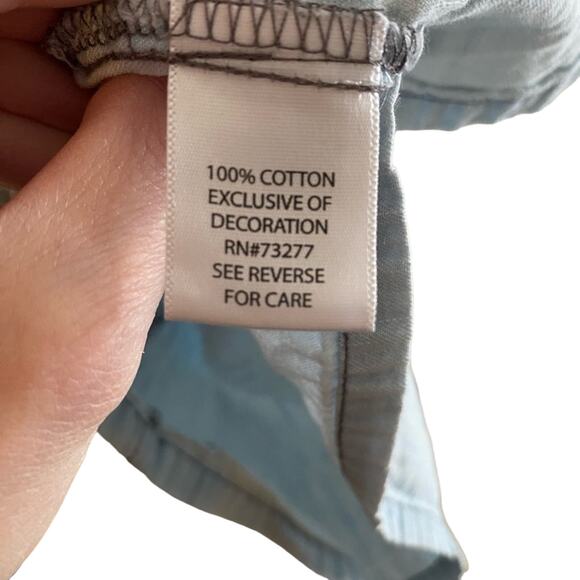 100% COTTON
EXCLUSIVE OF
DECORATION
RN#73277
SEE REVERSE
FOR CARE